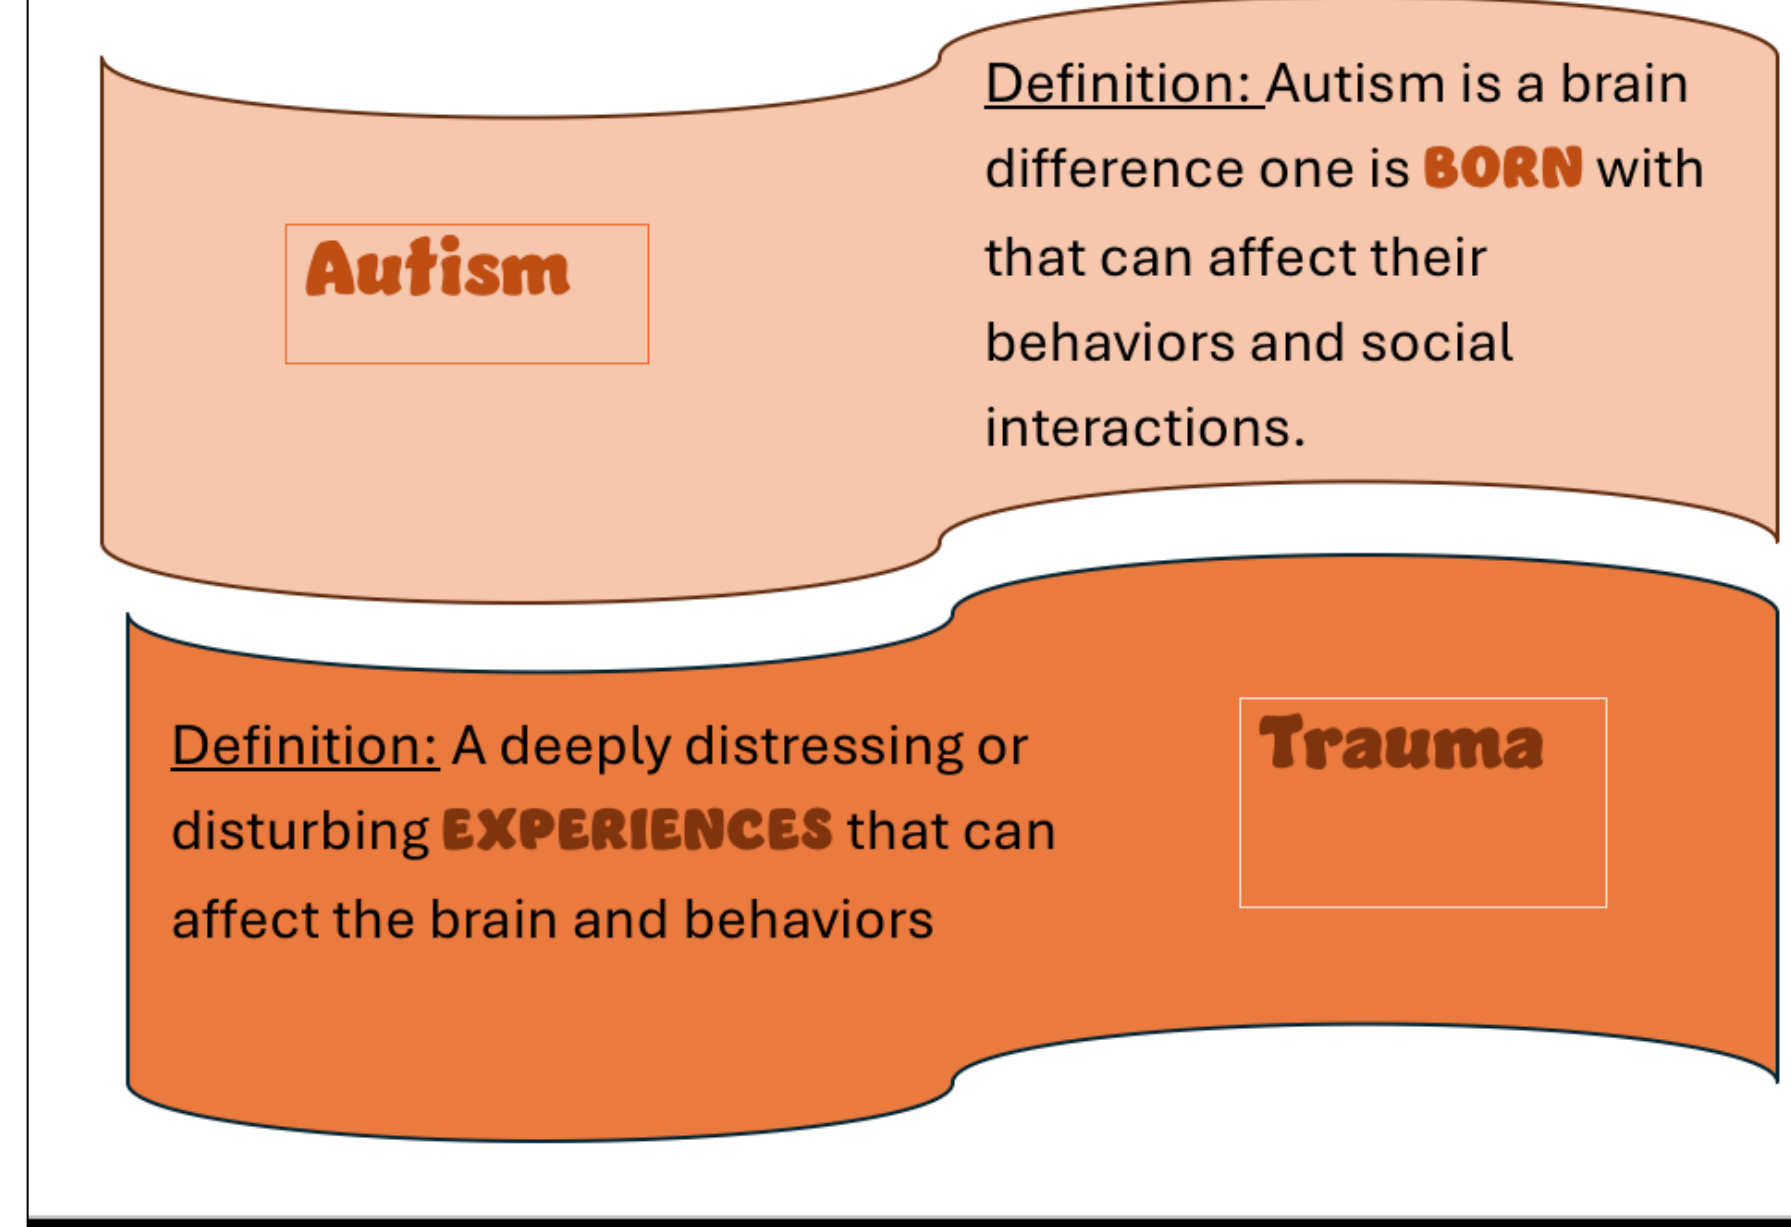 Autism
Definition: Autism is a brain
difference one is BORN with
that can affect their
behaviors and social
interactions.
Definition: A deeply distressing or
disturbing EXPERIENCES that can
affect the brain and behaviors
Trauma